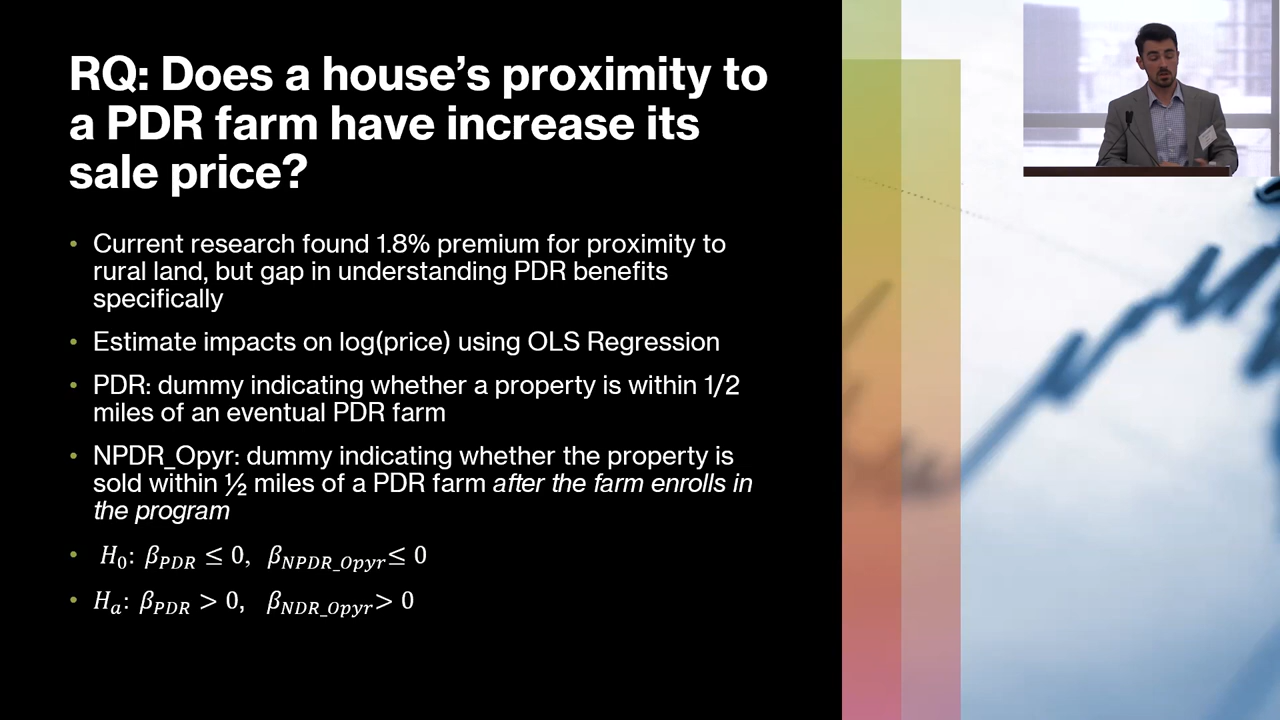 RQ: Does a house’s proximity to
a PDR farm have increase its
sale price?
• Current research found 1.8% premium for proximity to
rural land, but gap in understanding PDR benefits
specifically
• Estimate impacts on log(price) using OLS Regression
• PDR: dummy indicating whether a property is within 1/2
miles of an eventual PDR farm
• NPDR_Opyr: dummy indicating whether the property is
sold within ½ miles of a PDR farm after the farm enrolls in
the program
• H₀: β_PDR ≤ 0, β_NPDR_Opyr ≤ 0
• Hₐ: β_PDR > 0, β_NDR_Opyr > 0